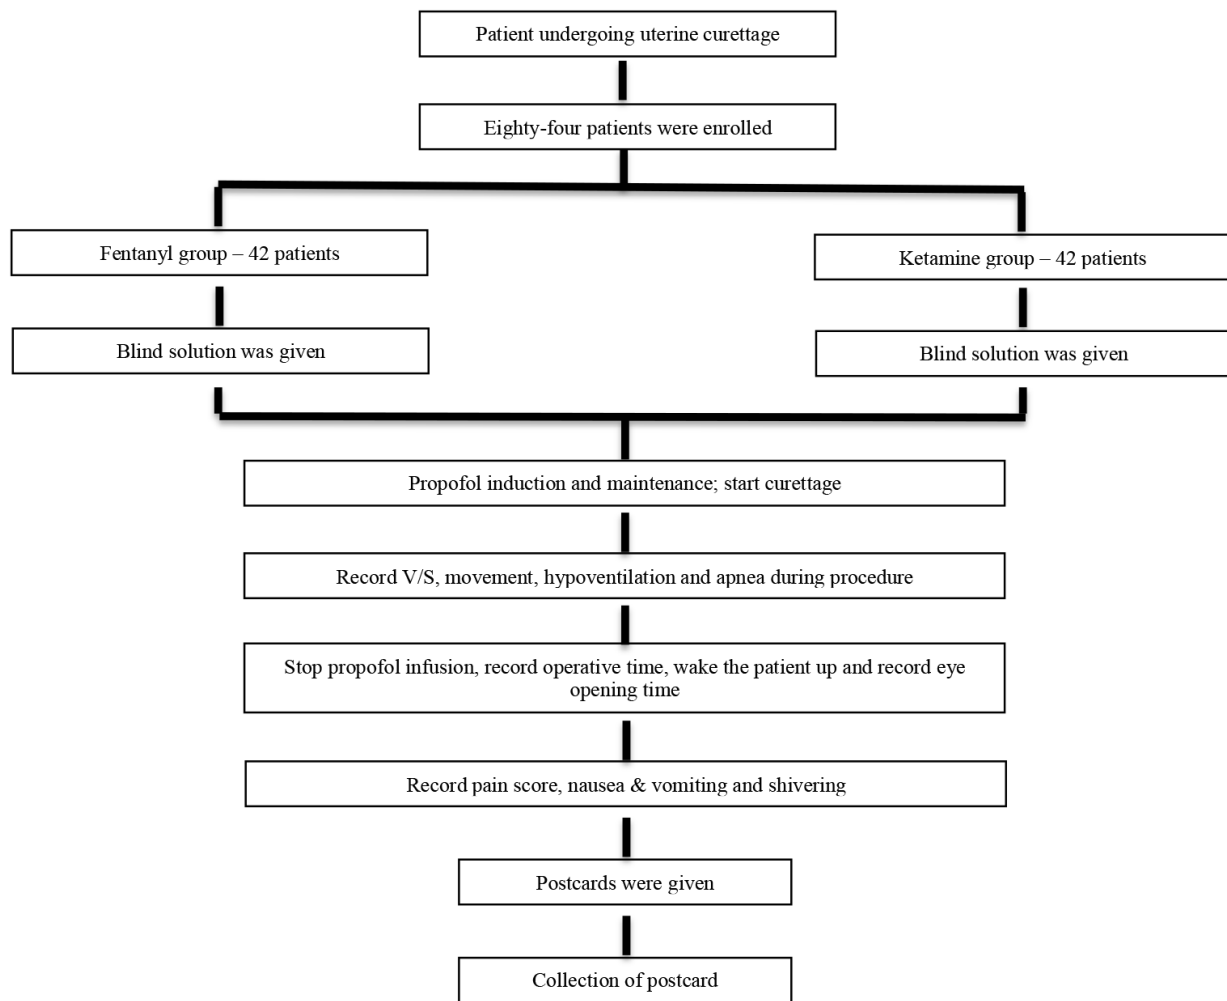 Patient undergoing uterine curettage
Eighty-four patients were enrolled
Fentanyl group – 42 patients
Ketamine group – 42 patients
Blind solution was given
Blind solution was given
Propofol induction and maintenance; start curettage
Record V/S, movement, hypoventilation and apnea during procedure
Stop propofol infusion, record operative time, wake the patient up and record eye
opening time
Record pain score, nausea & vomiting and shivering
Postcards were given
Collection of postcard